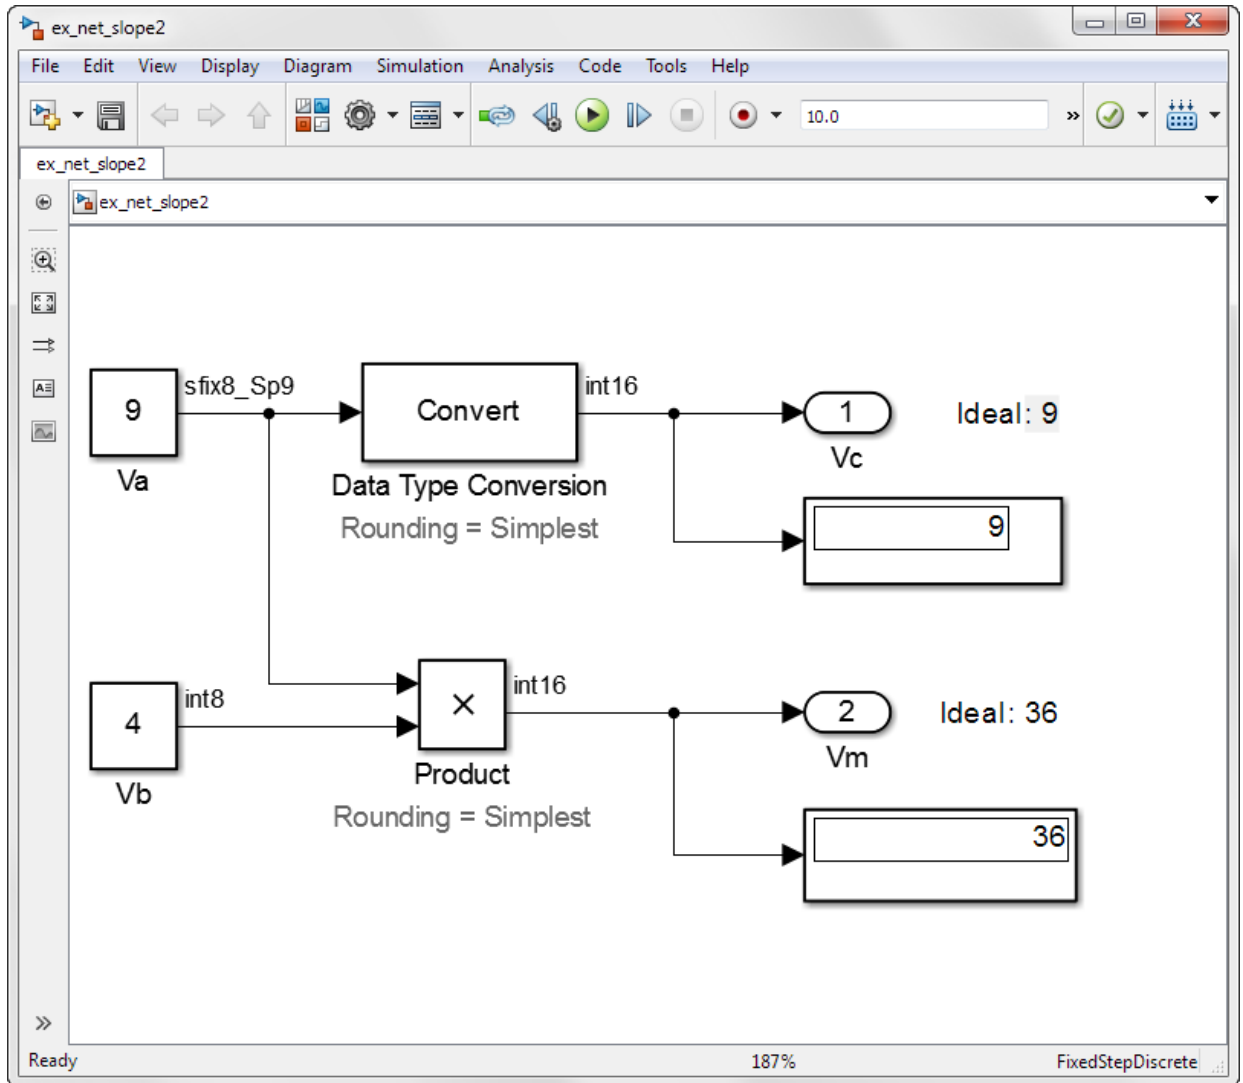 ex_net_slope2
File Edit View Display Diagram Simulation Analysis Code Tools Help
10.0
ex_net_slope2
ex_net_slope2
9
sfix8_Sp9
Convert
int16
1
Ideal: 9
Va
Data Type Conversion
Vc
Rounding = Simplest
9
4
int8
×
int16
2
Ideal: 36
Vb
Product
Vm
Rounding = Simplest
36
Ready 187% FixedStepDiscrete